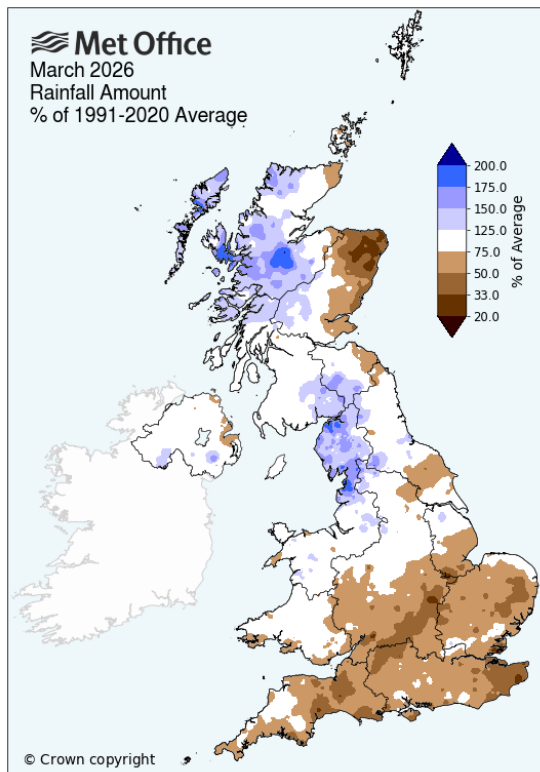 Met Office
March 2026
Rainfall Amount
% of 1991-2020 Average
200.0
175.0
150.0
125.0
75.0
50.0
33.0
20.0
% of Average
© Crown copyright